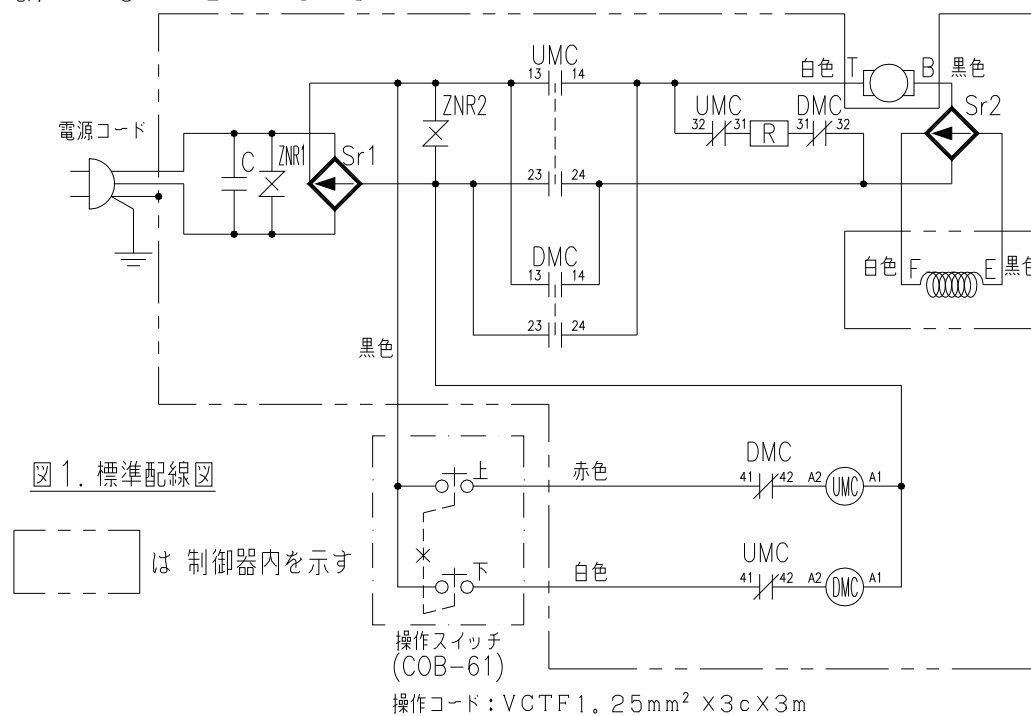 UMC
13 14
白色 T B 黒色
ZNR2
UMC DMC
32 31 R 31 32
Sr2
電源コード
C ZNR1 Sr1
23 24
DMC
13 14
白色 F E 黒色
23 24
黒色
図1. 標準配線図
上 赤色
DMC
41 42 A2 UMC A1
は 制御器内を示す
下 白色
UMC
41 42 A2 DMC A1
操作スイッチ
(COB-61)
操作コード:VCTF1。25mm² ×3c×3m